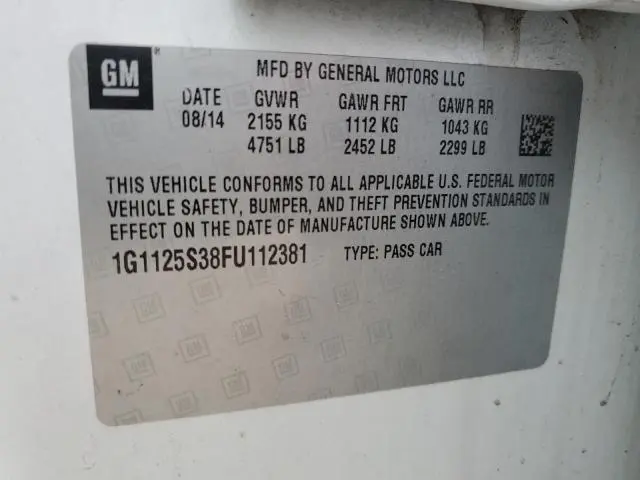 GM
MFD BY GENERAL MOTORS LLC
DATE GVWR GAWR FRT GAWR RR
08/14 2155 KG 1112 KG 1043 KG
4751 LB 2452 LB 2299 LB
THIS VEHICLE CONFORMS TO ALL APPLICABLE U.S. FEDERAL MOTOR
VEHICLE SAFETY, BUMPER, AND THEFT PREVENTION STANDARDS
IN EFFECT ON THE DATE OF MANUFACTURE SHOWN ABOVE.
1G1125S38FU112381 TYPE: PASS CAR